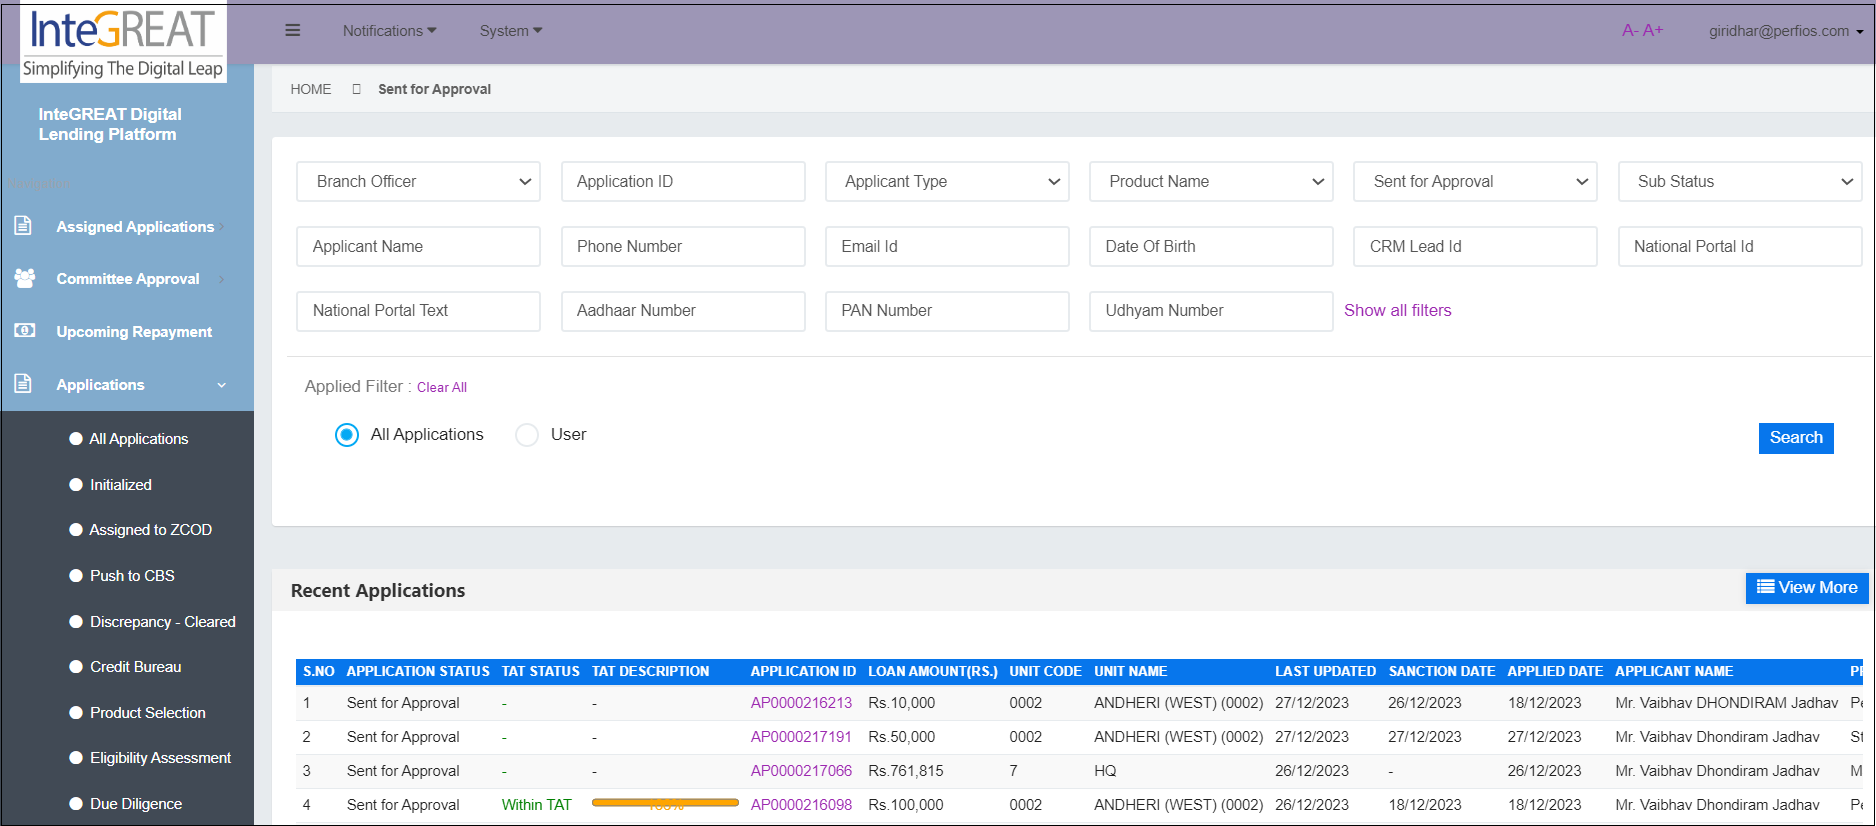 InteGREAT
Simplifying The Digital Leap
Notifications
System
A- A+
giridhar@perfios.com
InteGREAT Digital
Lending Platform
Navigation
Assigned Applications
Committee Approval
Upcoming Repayment
Applications
All Applications
Initialized
Assigned to ZCOD
Push to CBS
Discrepancy - Cleared
Credit Bureau
Product Selection
Eligibility Assessment
Due Diligence
HOME Sent for Approval
Branch Officer Application ID Applicant Type Product Name Sent for Approval Sub Status
Applicant Name Phone Number Email Id Date Of Birth CRM Lead Id National Portal Id
National Portal Text Aadhaar Number PAN Number Udhyam Number Show all filters
Applied Filter : Clear All
All Applications User
Search
Recent Applications
View More
S.NO APPLICATION STATUS TAT STATUS TAT DESCRIPTION APPLICATION ID LOAN AMOUNT(RS.) UNIT CODE UNIT NAME LAST UPDATED SANCTION DATE APPLIED DATE APPLICANT NAME
1 Sent for Approval - - AP0000216213 Rs.10,000 0002 ANDHERI (WEST) (0002) 27/12/2023 26/12/2023 18/12/2023 Mr. Vaibhav DHONDIRAM Jadhav
2 Sent for Approval - - AP0000217191 Rs.50,000 0002 ANDHERI (WEST) (0002) 27/12/2023 27/12/2023 27/12/2023 Mr. Vaibhav Dhondiram Jadhav
3 Sent for Approval - - AP0000217066 Rs.761,815 7 HQ 26/12/2023 - 26/12/2023 Mr. Vaibhav Dhondiram Jadhav
4 Sent for Approval Within TAT 100% AP0000216098 Rs.100,000 0002 ANDHERI (WEST) (0002) 26/12/2023 18/12/2023 18/12/2023 Mr. Vaibhav Dhondiram Jadhav